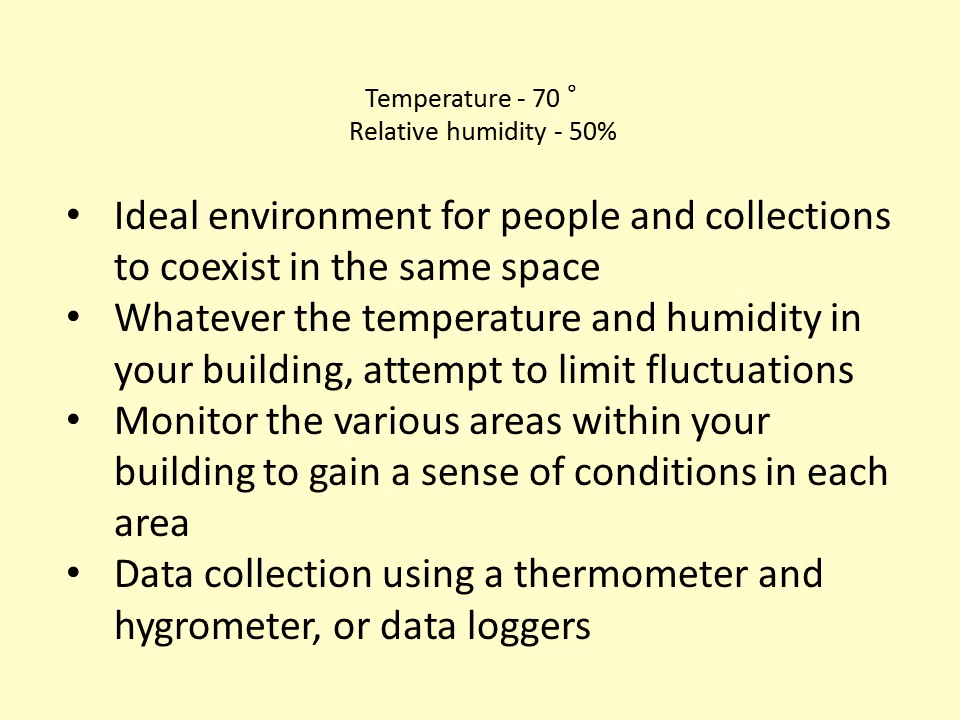 Temperature - 70 °
Relative humidity - 50%
• Ideal environment for people and collections
to coexist in the same space
• Whatever the temperature and humidity in
your building, attempt to limit fluctuations
• Monitor the various areas within your
building to gain a sense of conditions in each
area
• Data collection using a thermometer and
hygrometer, or data loggers